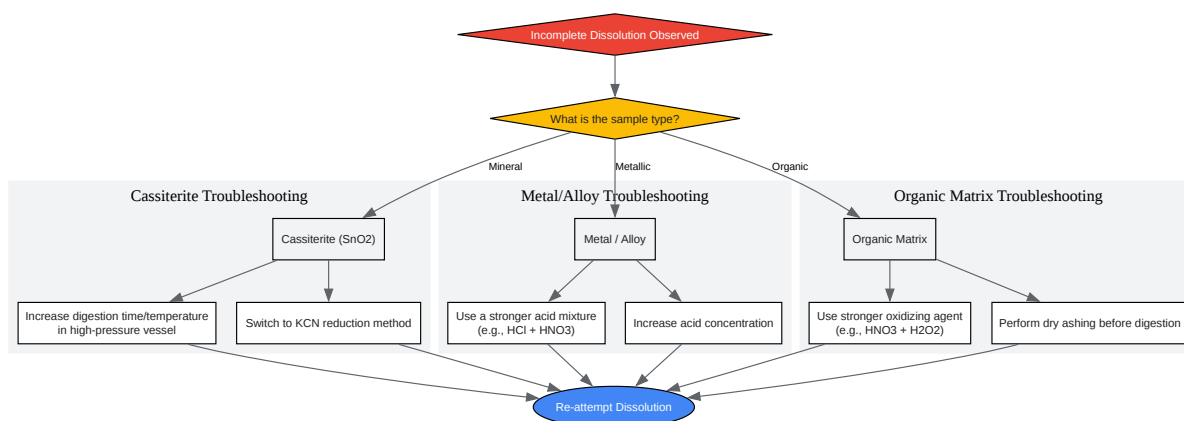 Incomplete Dissolution Observed
What is the sample type?
Mineral
Metallic
Organic
Cassiterite Troubleshooting
Metal/Alloy Troubleshooting
Organic Matrix Troubleshooting
Cassiterite (SnO2)
Metal / Alloy
Organic Matrix
Increase digestion time/temperature
in high-pressure vessel
Switch to KCN reduction method
Use a stronger acid mixture
(e.g., HCl + HNO3)
Increase acid concentration
Use stronger oxidizing agent
(e.g., HNO3 + H2O2)
Perform dry ashing before digestion
Re-attempt Dissolution